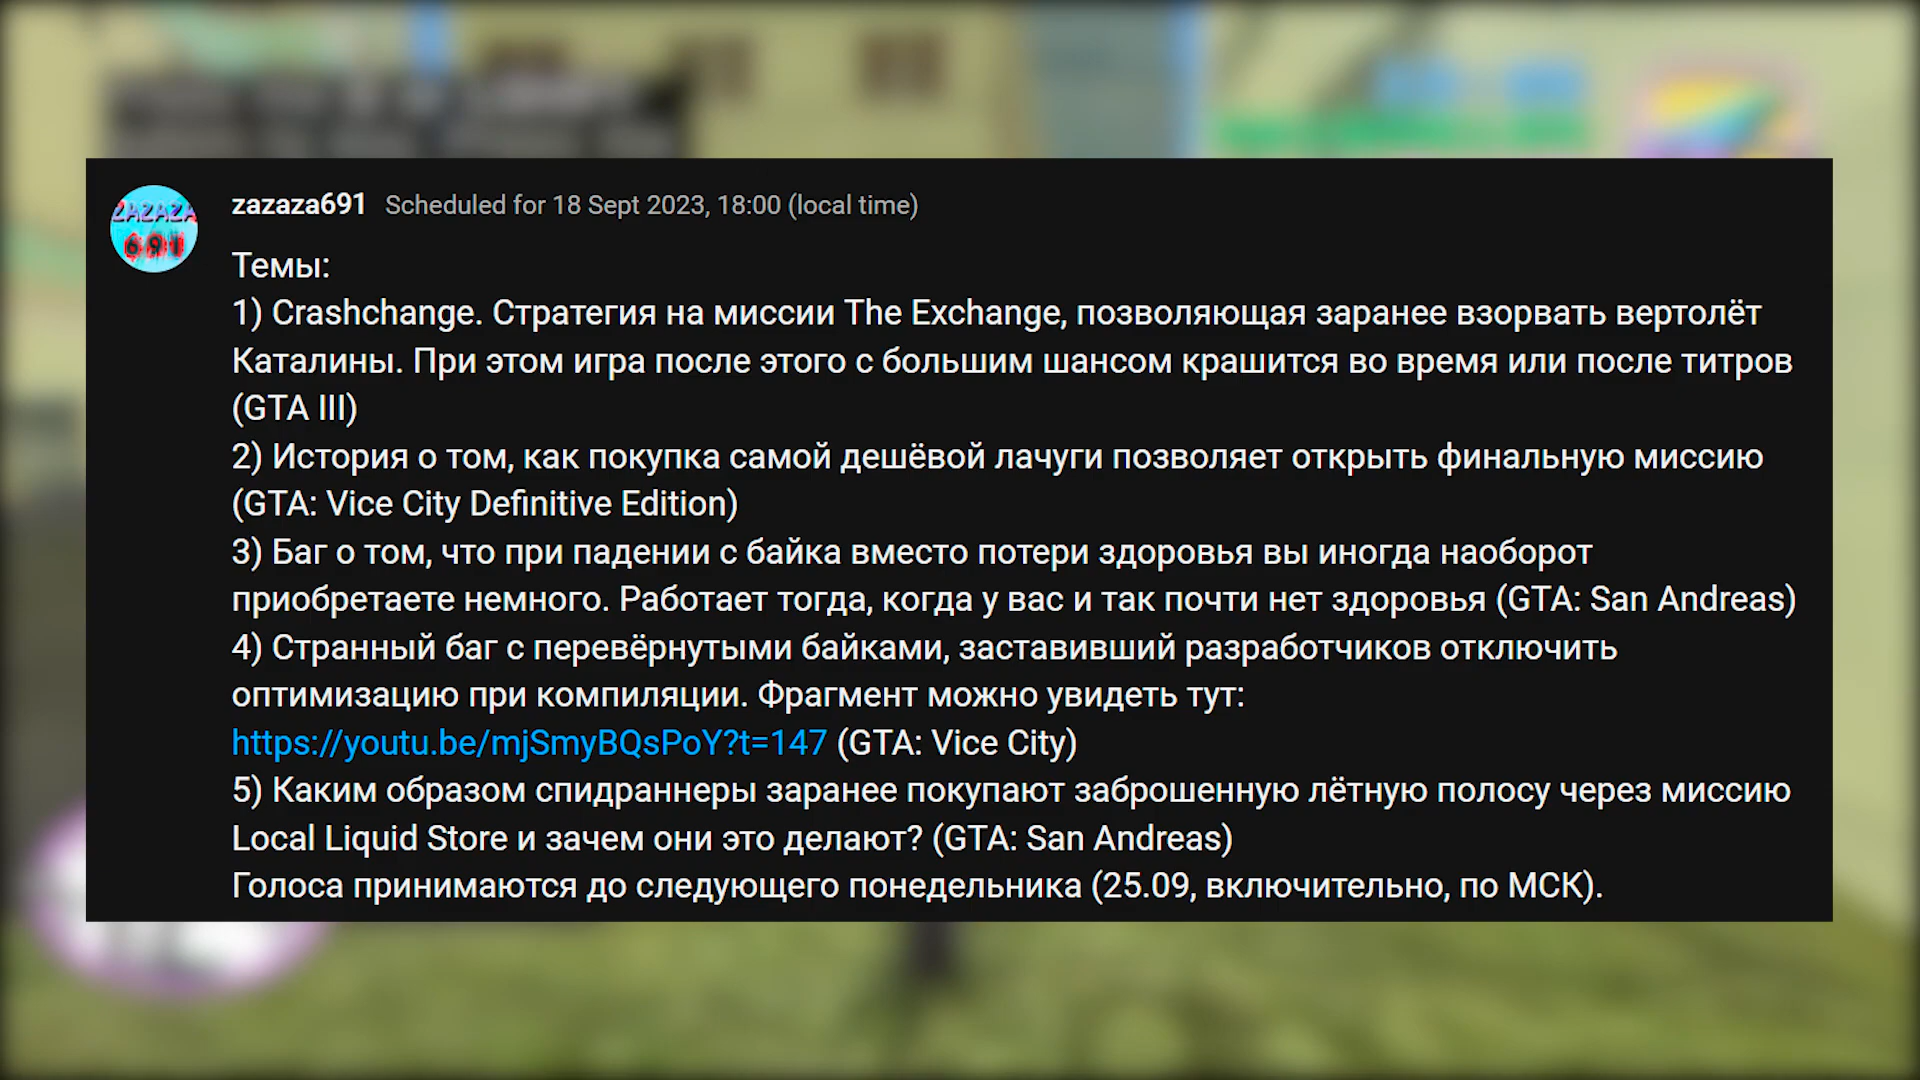 ZAZAZA
691
zazaza691 Scheduled for 18 Sept 2023, 18:00 (local time)
Темы:
1) Crashchange. Стратегия на миссии The Exchange, позволяющая заранее взорвать вертолёт
Каталины. При этом игра после этого с большим шансом крашится во время или после титров
(GTA III)
2) История о том, как покупка самой дешёвой лачуги позволяет открыть финальную миссию
(GTA: Vice City Definitive Edition)
3) Баг о том, что при падении с байка вместо потери здоровья вы иногда наоборот
приобретаете немного. Работает тогда, когда у вас и так почти нет здоровья (GTA: San Andreas)
4) Странный баг с перевёрнутыми байками, заставивший разработчиков отключить
оптимизацию при компиляции. Фрагмент можно увидеть тут:
https://youtu.be/mjSmyBQsPoY?t=147 (GTA: Vice City)
5) Каким образом спидраннеры заранее покупают заброшенную лётную полосу через миссию
Local Liquid Store и зачем они это делают? (GTA: San Andreas)
Голоса принимаются до следующего понедельника (25.09, включительно, по МСК).